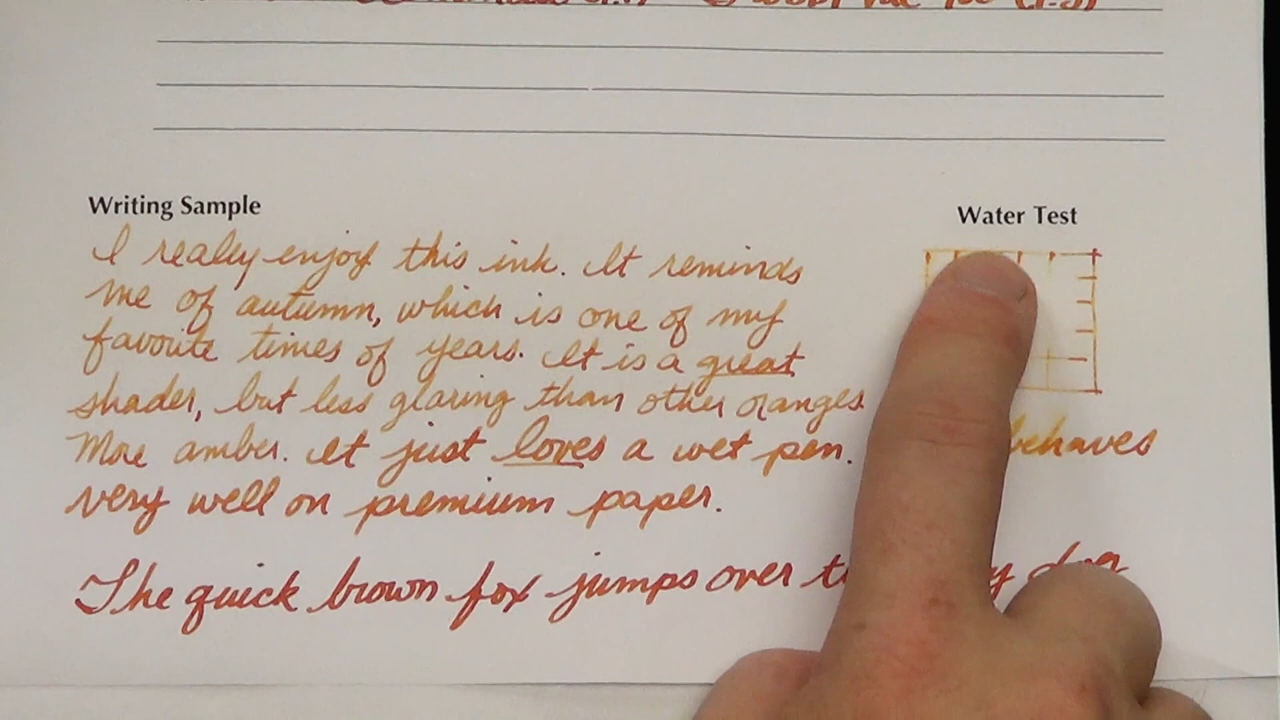 Writing Sample
Water Test
I really enjoy this ink. It reminds
me of autumn, which is one of my
favorite times of years. It is a great
shader, but less glaring than other oranges
More amber. It just loves a wet pen. behaves
very well on premium paper.
The quick brown fox jumps over dog